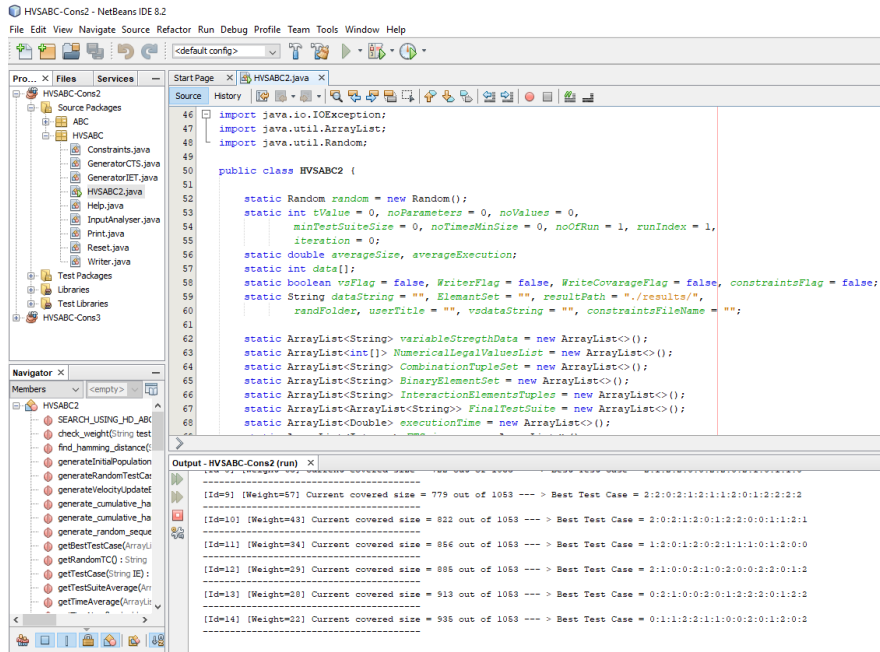 HVSABC-Cons2 - NetBeans IDE 8.2
File Edit View Navigate Source Refactor Run Debug Profile Team Tools Window Help
<default config>
Pro... × Files Services
HVSABC-Cons2
Source Packages
ABC
HVSABC
Constraints.java
GeneratorCTS.java
GeneratorIET.java
HVSABC2.java
Help.java
InputAnalyser.java
Print.java
Reset.java
Writer.java
Test Packages
Libraries
Test Libraries
HVSABC-Cons3
Start Page × HVSABC2.java ×
Source History
46 import java.io.IOException;
47 import java.util.ArrayList;
48 import java.util.Random;
49
50 public class HVSABC2 {
51
52 static Random random = new Random();
53 static int tValue = 0, noParameters = 0, noValues = 0,
54 minTestSuiteSize = 0, noTimesMinSize = 0, noOfRun = 1, runIndex = 1,
55 iteration = 0;
56 static double averageSize, averageExecution;
57 static int data[];
58 static boolean vsFlag = false, WriterFlag = false, WriteCovarageFlag = false, constraintsFlag = false;
59 static String dataString = "", ElemantSet = "", resultPath = "./results/",
60 randFolder, userTitle = "", vsdataString = "", constraintsFileName = "";
61
62 static ArrayList<String> variableStregthData = new ArrayList<>();
63 static ArrayList<int[]> NumericalLegalValuesList = new ArrayList<>();
64 static ArrayList<String> CombinationTupleSet = new ArrayList<>();
65 static ArrayList<String> BinaryElementSet = new ArrayList<>();
66 static ArrayList<String> InteractionElementsTuples = new ArrayList<>();
67 static ArrayList<ArrayList<String>> FinalTestSuite = new ArrayList<>();
68 static ArrayList<Double> executionTime = new ArrayList<>();
Navigator ×
Members <empty>
HVSABC2
SEARCH_USING_HD_ABC
check_weight(String test
find_hamming_distance(S
generateInitialPopulation
generateRandomTestCas
generateVelocityUpdateE
generate_cumulative_ha
generate_cumulative_ha
generate_random_seque
getBestTestCase(ArrayLi
getRandomTC() : String
getTestCase(String IE) :
getTestSuiteAverage(Arr
getTimeAverage(ArrayLis
Output - HVSABC-Cons2 (run) ×
----------------------------------------
[Id=9] [Weight=57] Current covered size = 779 out of 1053 --- > Best Test Case = 2:2:0:2:1:2:1:1:2:0:1:2:2:2:2
----------------------------------------
[Id=10] [Weight=43] Current covered size = 822 out of 1053 --- > Best Test Case = 2:0:2:1:2:0:1:2:2:0:0:1:1:2:1
----------------------------------------
[Id=11] [Weight=34] Current covered size = 856 out of 1053 --- > Best Test Case = 1:2:0:1:2:0:2:1:1:1:0:1:2:0:0
----------------------------------------
[Id=12] [Weight=29] Current covered size = 885 out of 1053 --- > Best Test Case = 2:1:0:0:2:1:0:2:0:0:2:2:0:1:2
----------------------------------------
[Id=13] [Weight=28] Current covered size = 913 out of 1053 --- > Best Test Case = 0:2:1:0:0:2:0:1:2:2:2:0:1:2:2
----------------------------------------
[Id=14] [Weight=22] Current covered size = 935 out of 1053 --- > Best Test Case = 0:1:1:2:2:1:1:0:0:2:0:1:2:0:2
----------------------------------------